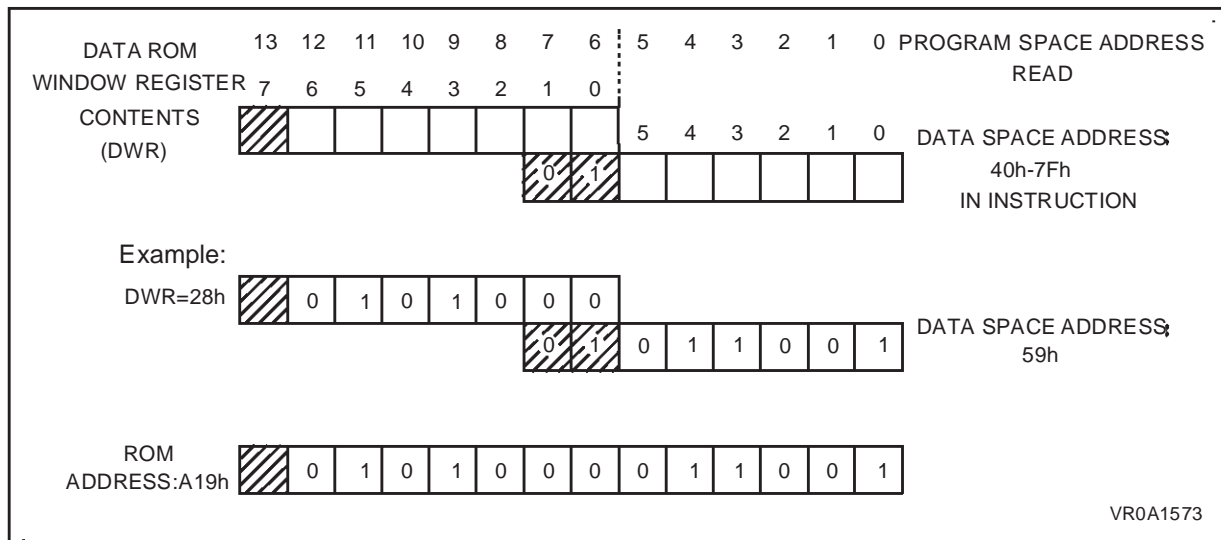 13 12 11 10 9 8 7 6 5 4 3 2 1 0 PROGRAM SPACE ADDRESS
READ
DATA ROM
WINDOW REGISTER 7 6 5 4 3 2 1 0
CONTENTS
(DWR)
5 4 3 2 1 0 DATA SPACE ADDRESS:
0 1 40h-7Fh
IN INSTRUCTION
Example:
DWR=28h 0 1 0 1 0 0 0
0 1 0 1 1 0 0 1 DATA SPACE ADDRESS:
59h
ROM
ADDRESS:A19h 0 1 0 1 0 0 0 0 1 1 0 0 1
VR0A1573